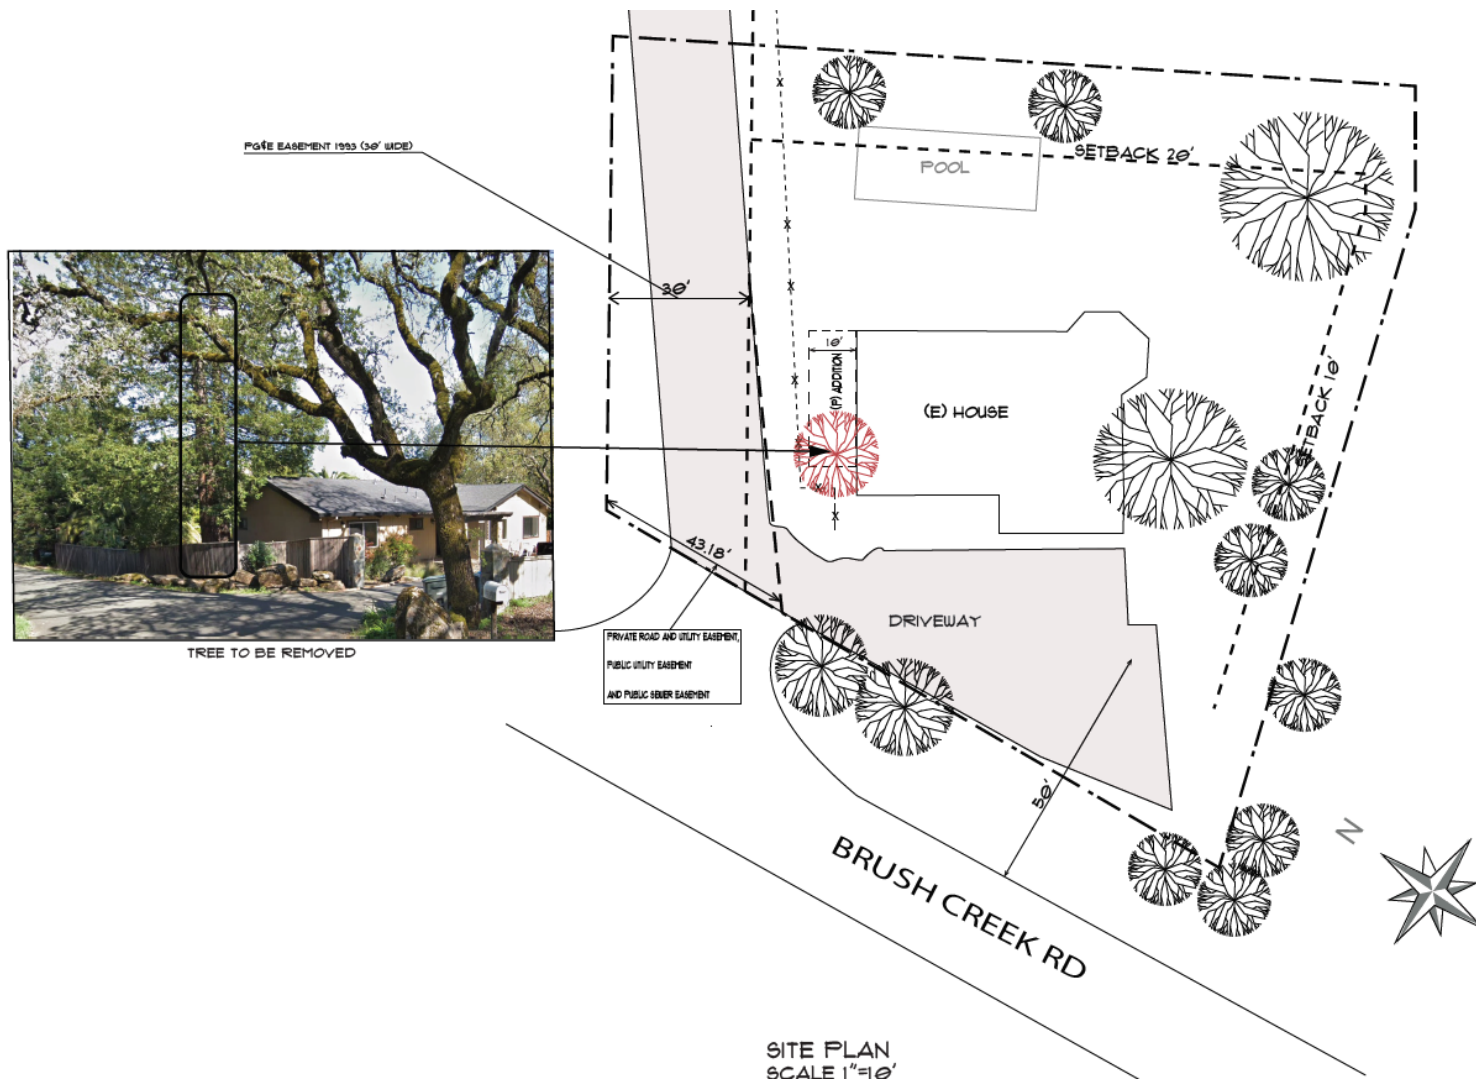 PG&E EASEMENT 1993 (30' WIDE)
SETBACK 20'
POOL
30'
10'
(P) ADDITION
(E) HOUSE
SETBACK 10'
43.18'
DRIVEWAY
PRIVATE ROAD AND UTILITY EASEMENT,
PUBLIC UTILITY EASEMENT
AND PUBLIC SEWER EASEMENT
TREE TO BE REMOVED
50'
BRUSH CREEK RD
N
SITE PLAN
SCALE 1"=10'